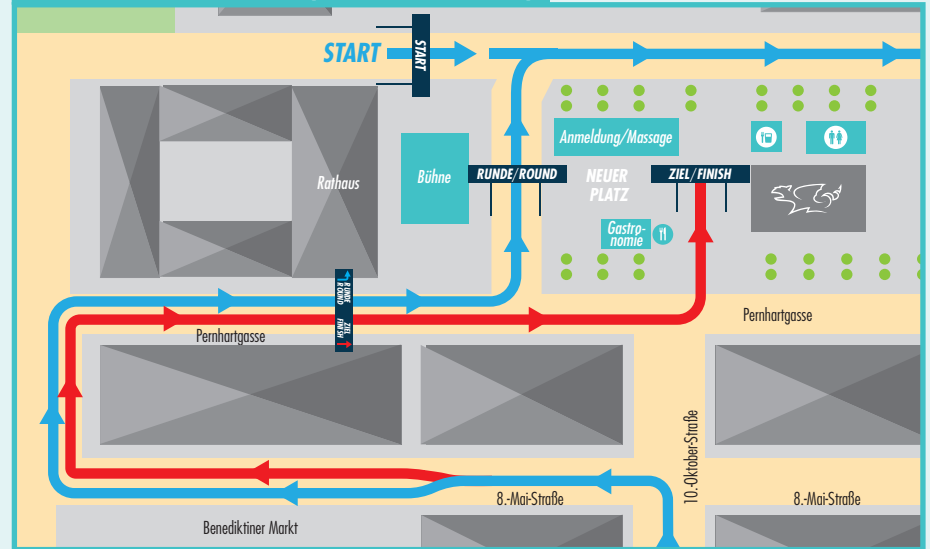 START
START
Anmeldung/Massage
Rathaus
Bühne
RUNDE/ROUND
NEUER
PLATZ
ZIEL/FINISH
Gastro-
nomie
RUNDE
ROUND
ZIEL
FINISH
Pernhartgasse
Pernhartgasse
10.-Oktober-Straße
8.-Mai-Straße
8.-Mai-Straße
Benediktiner Markt